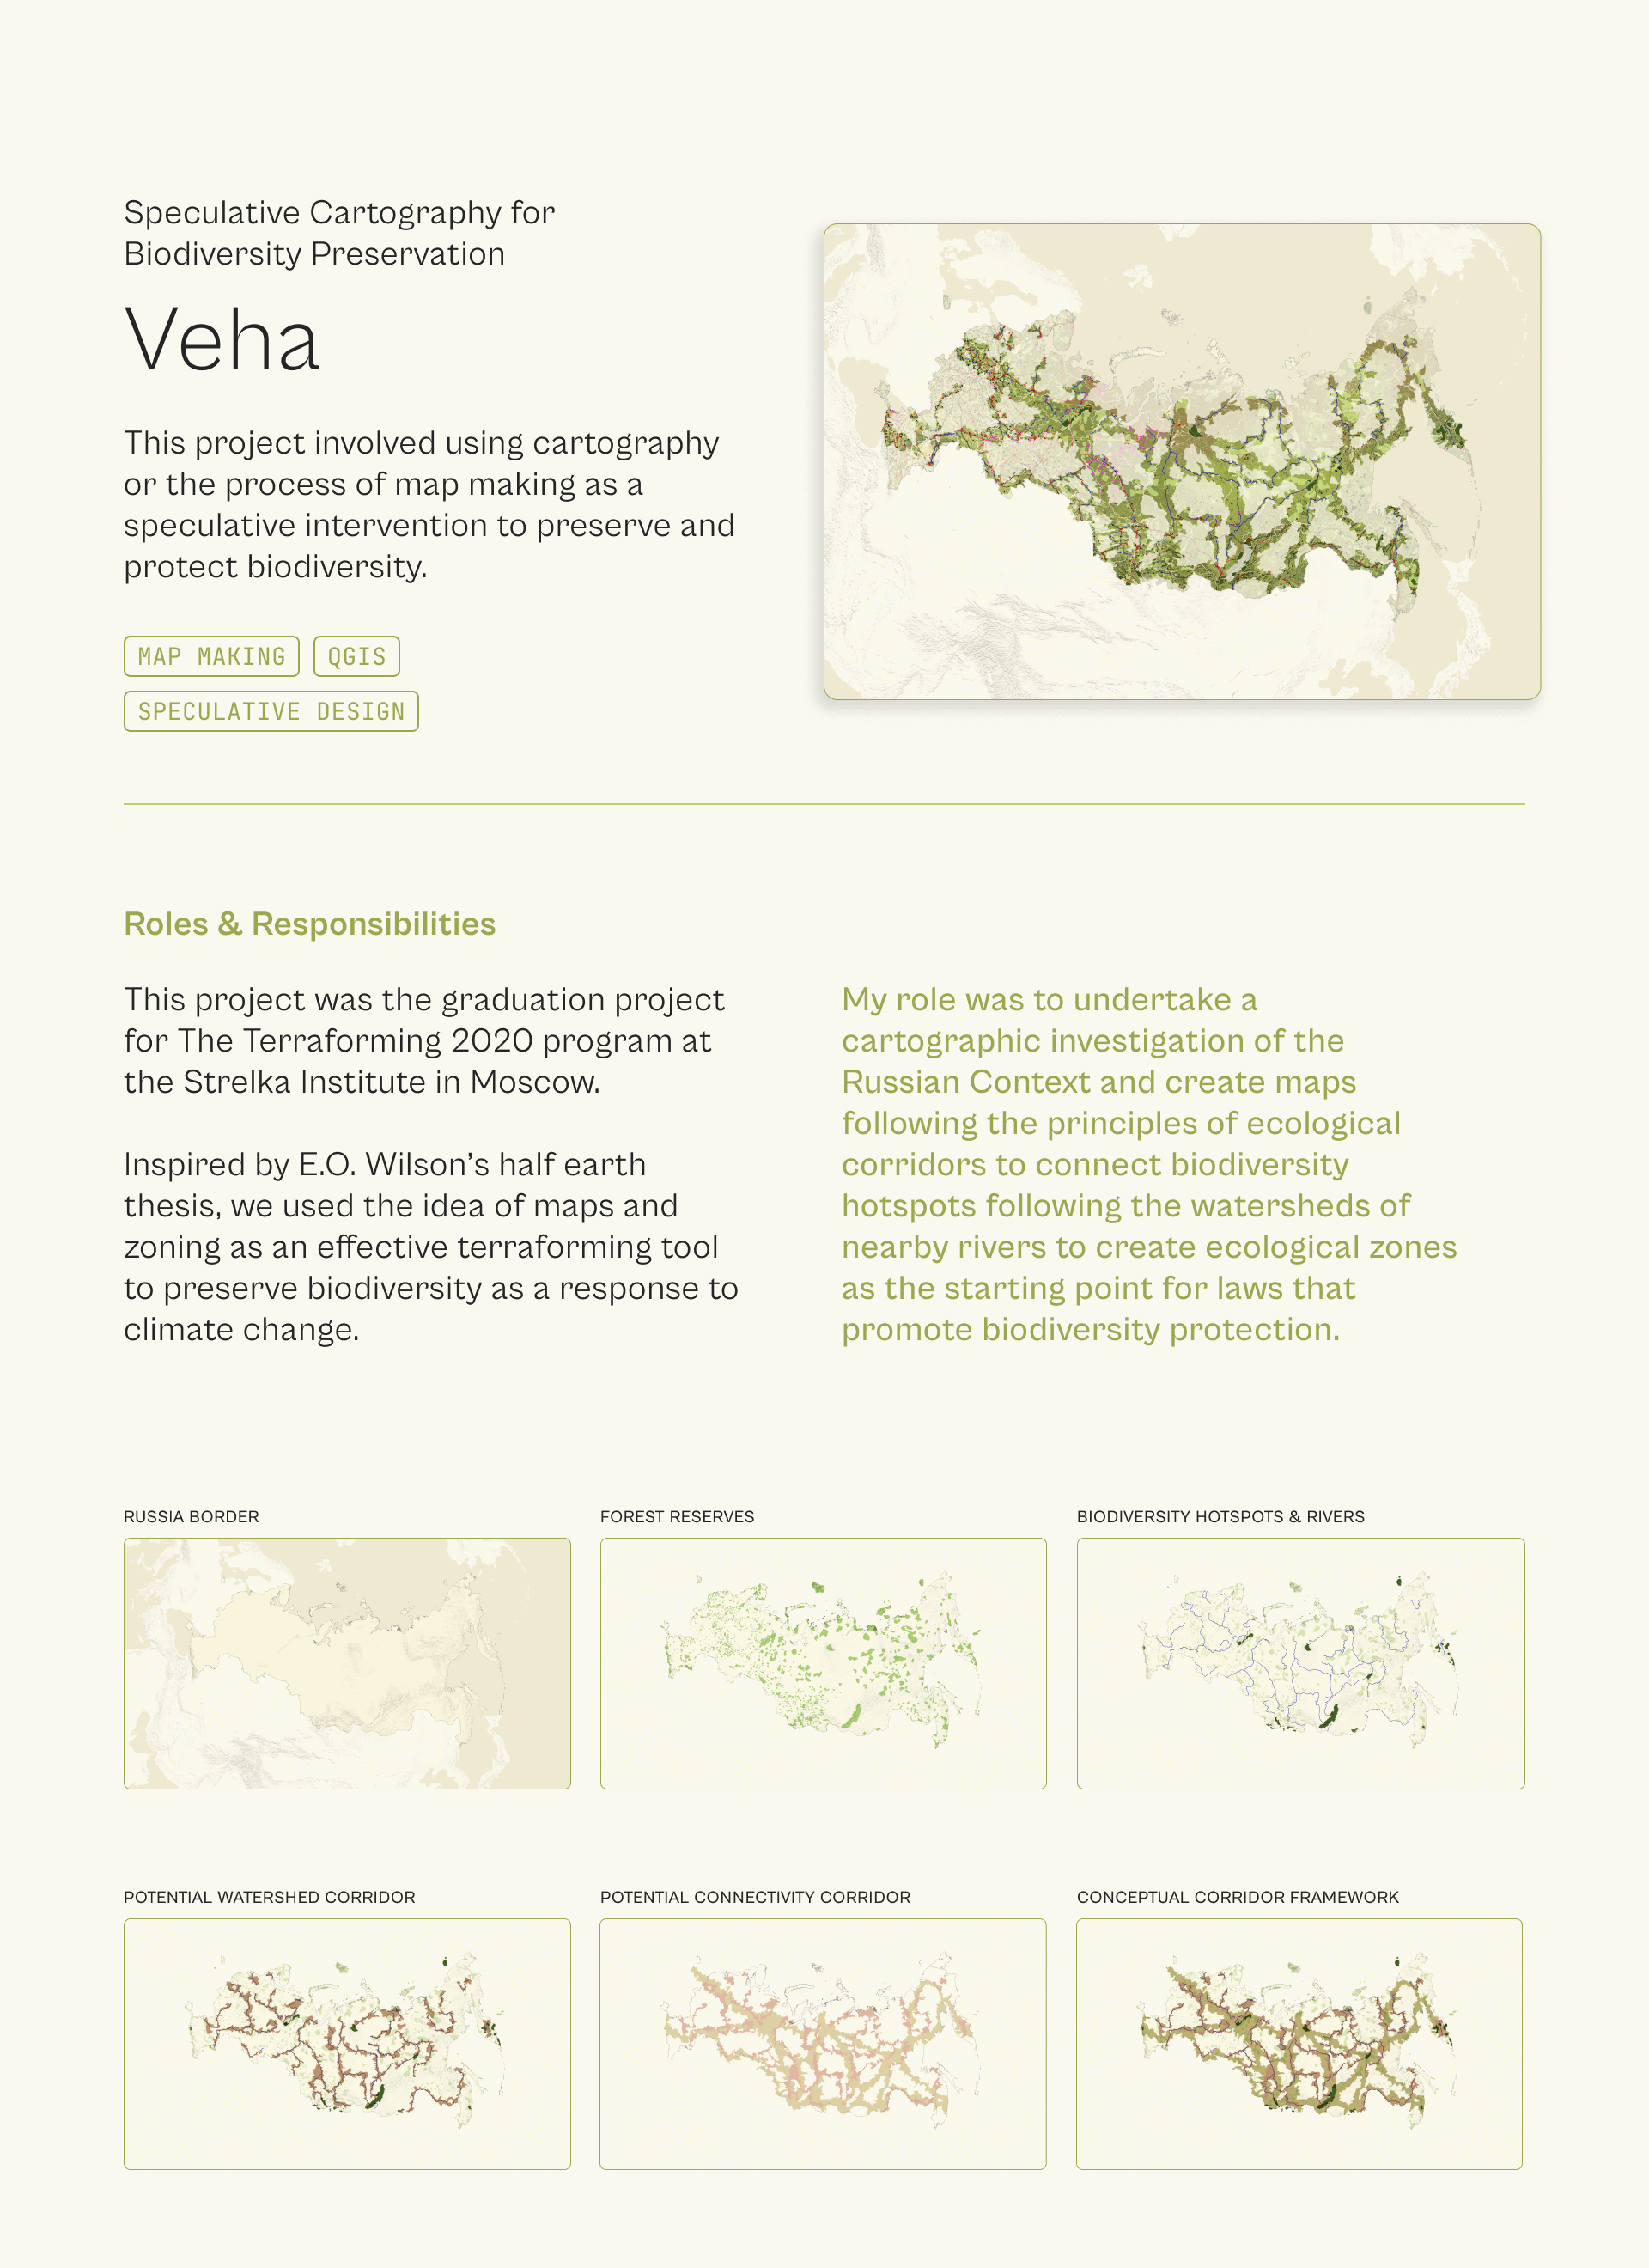 Speculative Cartography for
Biodiversity Preservation
Veha
This project involved using cartography
or the process of map making as a
speculative intervention to preserve and
protect biodiversity.
MAP MAKING QGIS
SPECULATIVE DESIGN
Roles & Responsibilities
This project was the graduation project
for The Terraforming 2020 program at
the Strelka Institute in Moscow.
Inspired by E.O. Wilson’s half earth
thesis, we used the idea of maps and
zoning as an effective terraforming tool
to preserve biodiversity as a response to
climate change.
My role was to undertake a
cartographic investigation of the
Russian Context and create maps
following the principles of ecological
corridors to connect biodiversity
hotspots following the watersheds of
nearby rivers to create ecological zones
as the starting point for laws that
promote biodiversity protection.
RUSSIA BORDER
FOREST RESERVES
BIODIVERSITY HOTSPOTS & RIVERS
POTENTIAL WATERSHED CORRIDOR
POTENTIAL CONNECTIVITY CORRIDOR
CONCEPTUAL CORRIDOR FRAMEWORK